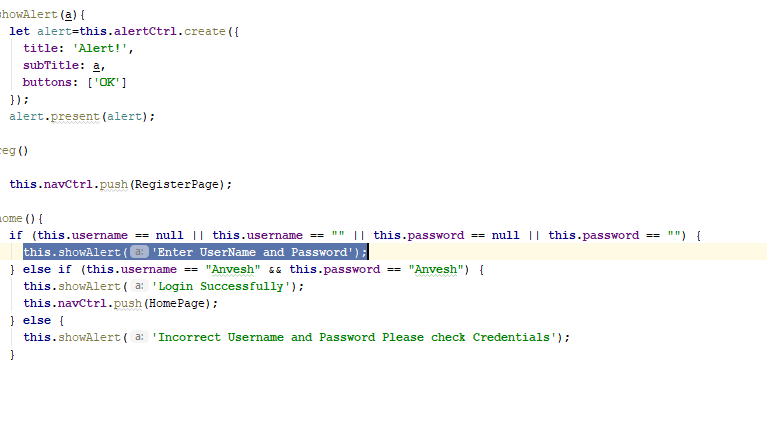 showAlert(a){
let alert=this.alertCtrl.create({
title: 'Alert!',
subTitle: a,
buttons: ['OK']
});
alert.present(alert);
reg()
this.navCtrl.push(RegisterPage);
home(){
if (this.username == null || this.username == "" || this.password == null || this.password == "") {
this.showAlert( a: 'Enter UserName and Password');
} else if (this.username == "Anvesh" && this.password == "Anvesh") {
this.showAlert( a: 'Login Successfully');
this.navCtrl.push(HomePage);
} else {
this.showAlert( a: 'Incorrect Username and Password Please check Credentials');
}